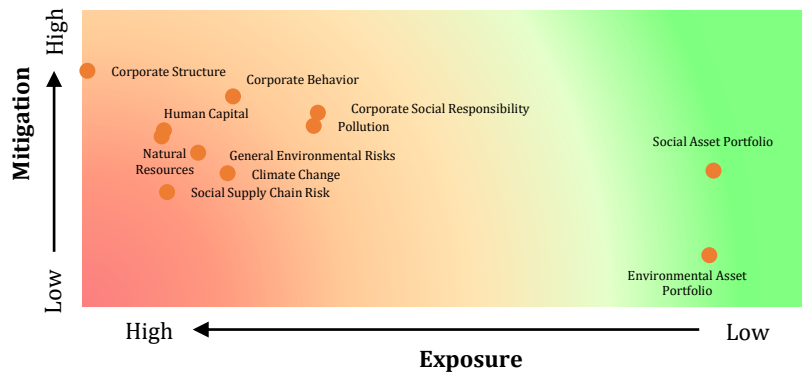 High
Mitigation
Low
Corporate Structure
Corporate Behavior
Human Capital
Corporate Social Responsibility
Pollution
Social Asset Portfolio
Natural
Resources
General Environmental Risks
Climate Change
Social Supply Chain Risk
Environmental Asset
Portfolio
High
Low
Exposure